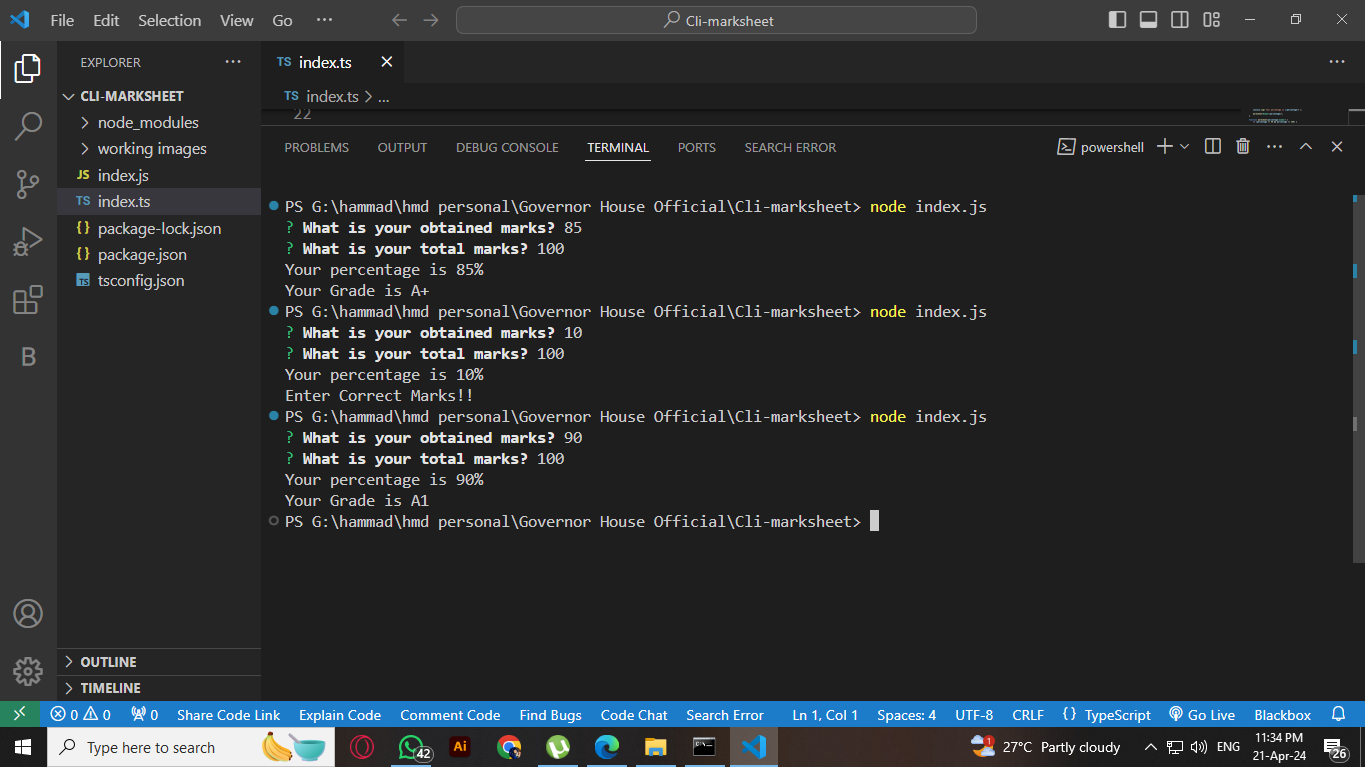 File Edit Selection View Go ··· Cli-marksheet
EXPLORER ···
CLI-MARKSHEET
node_modules
working images
JS index.js
TS index.ts
{ } package-lock.json
{ } package.json
TS tsconfig.json
OUTLINE
TIMELINE
TS index.ts ···
TS index.ts > ...
22
PROBLEMS OUTPUT DEBUG CONSOLE TERMINAL PORTS SEARCH ERROR powershell ···
PS G:\hammad\hmd personal\Governor House Official\Cli-marksheet> node index.js
? What is your obtained marks? 85
? What is your total marks? 100
Your percentage is 85%
Your Grade is A+
PS G:\hammad\hmd personal\Governor House Official\Cli-marksheet> node index.js
? What is your obtained marks? 10
? What is your total marks? 100
Your percentage is 10%
Enter Correct Marks!!
PS G:\hammad\hmd personal\Governor House Official\Cli-marksheet> node index.js
? What is your obtained marks? 90
? What is your total marks? 100
Your percentage is 90%
Your Grade is A1
PS G:\hammad\hmd personal\Governor House Official\Cli-marksheet>
B
0 0 0 Share Code Link Explain Code Comment Code Find Bugs Code Chat Search Error Ln 1, Col 1 Spaces: 4 UTF-8 CRLF { } TypeScript Go Live Blackbox
Type here to search 42 Ai 1 27°C Partly cloudy ENG 11:34 PM 26
21-Apr-24